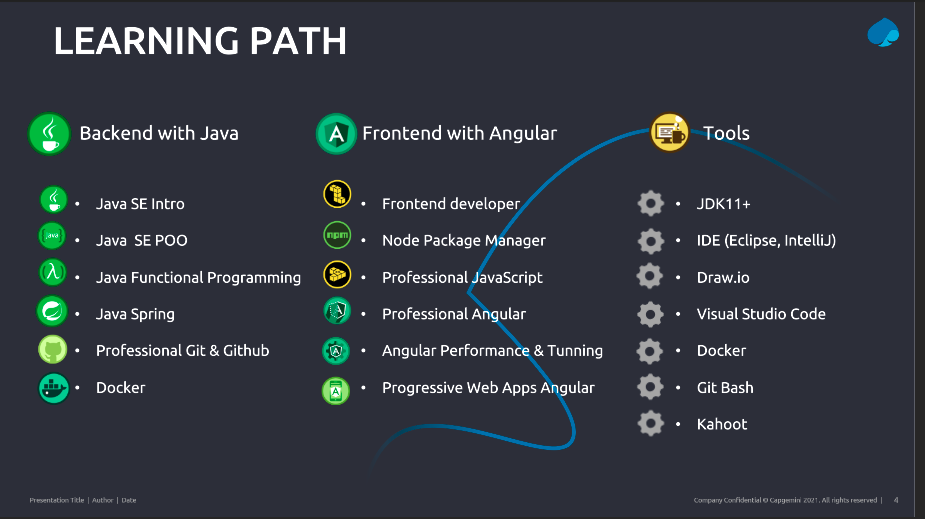 LEARNING PATH
Backend with Java
Java SE Intro
java
Java SE POO
λ
Java Functional Programming
Java Spring
Professional Git & Github
Docker
A
Frontend with Angular
Frontend developer
npm
Node Package Manager
Professional JavaScript
Professional Angular
Angular Performance & Tunning
Progressive Web Apps Angular
Tools
JDK11+
IDE (Eclipse, IntelliJ)
Draw.io
Visual Studio Code
Docker
Git Bash
Kahoot
Presentation Title | Author | Date
Company Confidential © Capgemini 2021. All rights reserved | 4